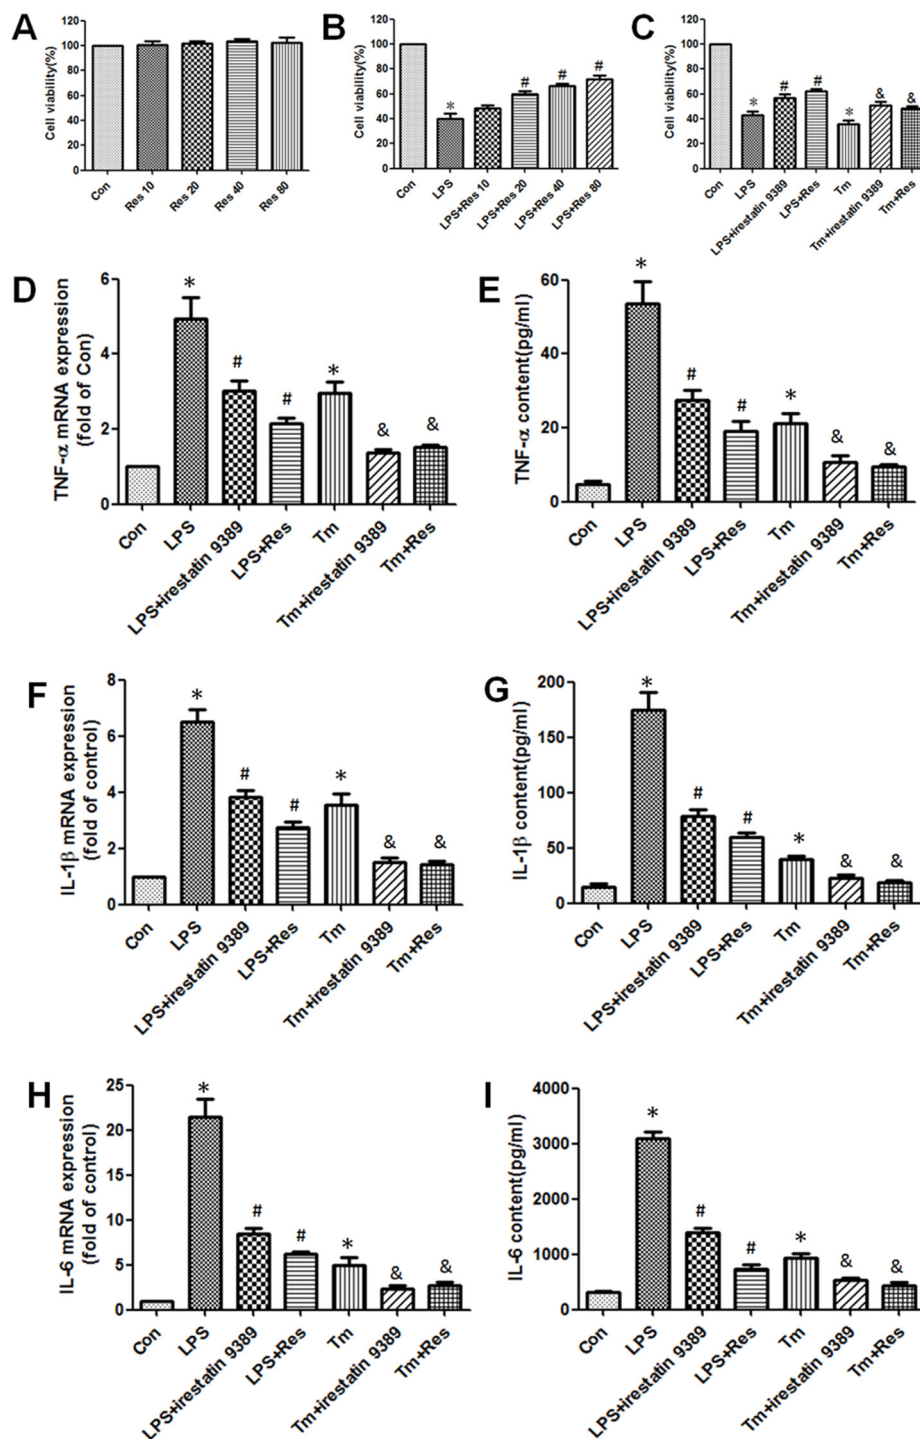 A
Cell viability(%)
120
100
80
60
40
20
0
Con
Res 10
Res 20
Res 40
Res 80
B
Cell viability(%)
120
100
80
60
40
20
0
*
#
#
#
Con
LPS
LPS+Res 10
LPS+Res 20
LPS+Res 40
LPS+Res 80
C
Cell viability(%)
120
100
80
60
40
20
0
*
#
#
*
&
&
Con
LPS
LPS+irestatin 9389
LPS+Res
Tm
Tm+irestatin 9389
Tm+Res
D
TNF-α mRNA expression
(fold of Con)
6
4
2
0
*
#
#
*
&
&
Con
LPS
LPS+irestatin 9389
LPS+Res
Tm
Tm+irestatin 9389
Tm+Res
E
TNF-α content(pg/ml)
60
40
20
0
*
#
#
*
&
&
Con
LPS
LPS+irestatin 9389
LPS+Res
Tm
Tm+irestatin 9389
Tm+Res
F
IL-1β mRNA expression
(fold of control)
8
6
4
2
0
*
#
#
*
&
&
Con
LPS
LPS+irestatin 9389
LPS+Res
Tm
Tm+irestatin 9389
Tm+Res
G
IL-1β content(pg/ml)
200
150
100
50
0
*
#
#
*
&
&
Con
LPS
LPS+irestatin 9389
LPS+Res
Tm
Tm+irestatin 9389
Tm+Res
H
IL-6 mRNA expression
(fold of control)
25
20
15
10
5
0
*
#
#
*
&
&
Con
LPS
LPS+irestatin 9389
LPS+Res
Tm
Tm+irestatin 9389
Tm+Res
I
IL-6 content(pg/ml)
4000
3000
2000
1000
0
*
#
#
*
&
&
Con
LPS
LPS+irestatin 9389
LPS+Res
Tm
Tm+irestatin 9389
Tm+Res